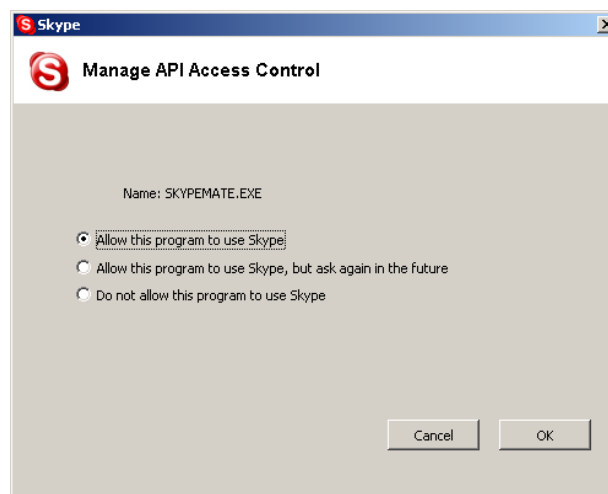 Skype
Manage API Access Control
Name: SKYPEMATE.EXE
Allow this program to use Skype
Allow this program to use Skype, but ask again in the future
Do not allow this program to use Skype
Cancel OK